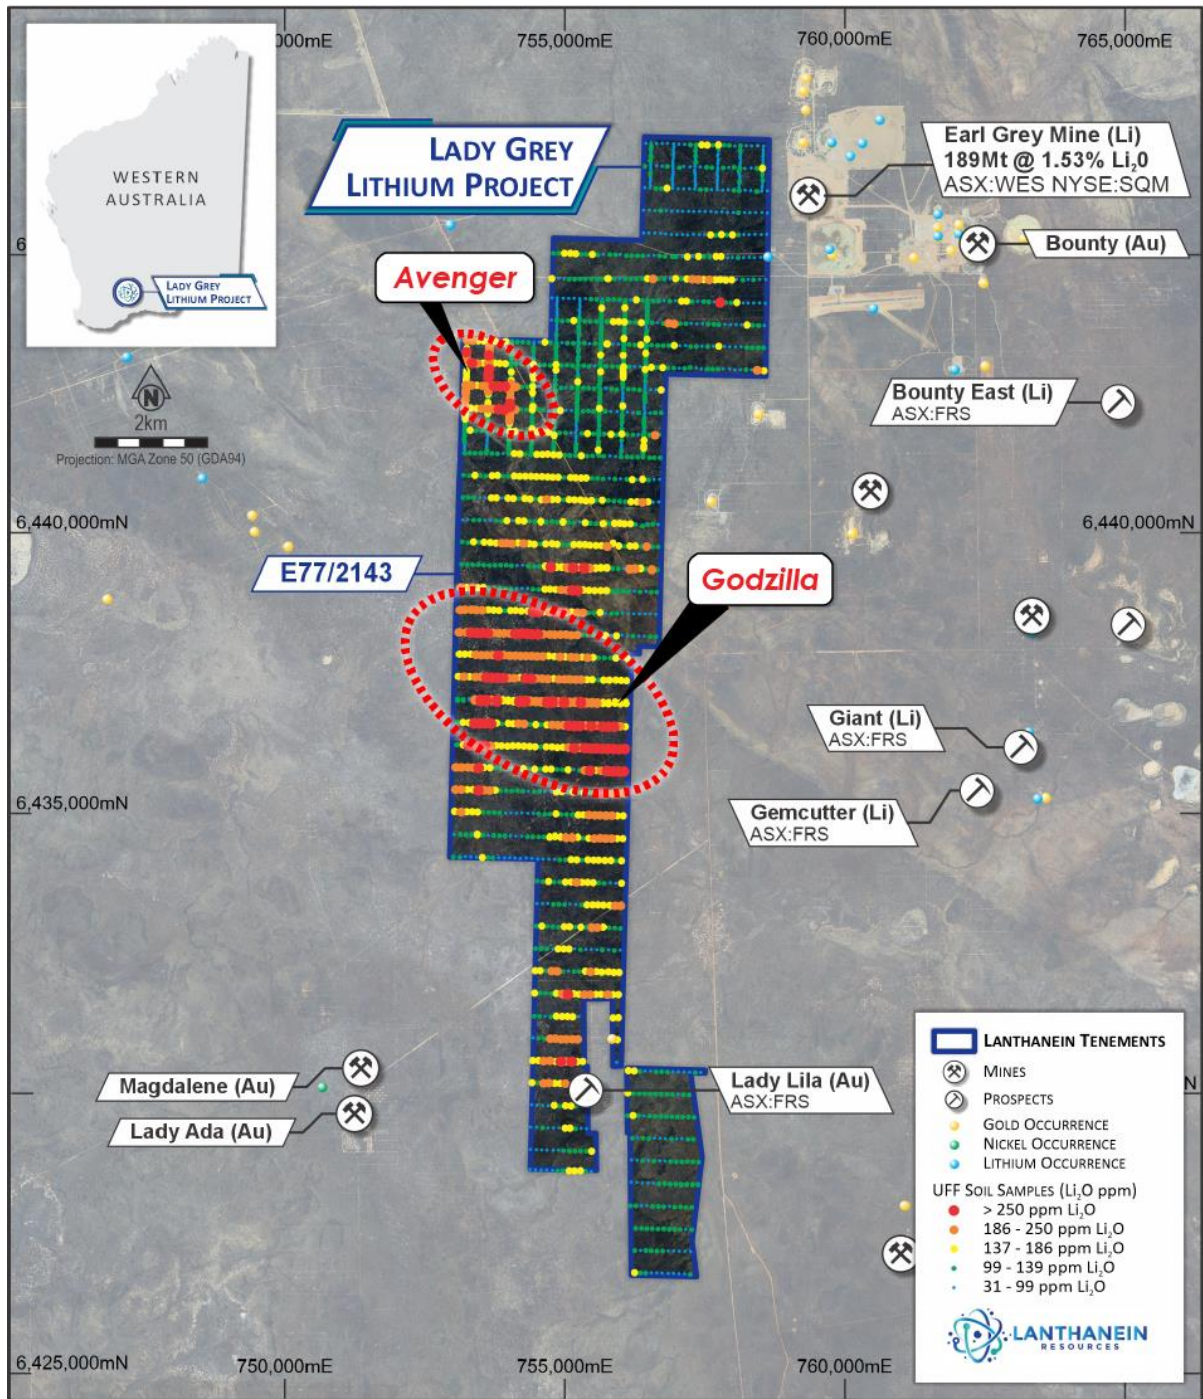 ,000mE
755,000mE
760,000mE
765,000mE
WESTERN
AUSTRALIA
LADY GREY
LITHIUM PROJECT
LADY GREY
LITHIUM PROJECT
Earl Grey Mine (Li)
189Mt @ 1.53% Li₂0
ASX:WES NYSE:SQM
Bounty (Au)
6
Avenger
N
2km
Projection: MGA Zone 50 (GDA94)
Bounty East (Li)
ASX:FRS
6,440,000mN
6,440,000mN
E77/2143
Godzilla
Giant (Li)
ASX:FRS
6,435,000mN
Gemcutter (Li)
ASX:FRS
Magdalene (Au)
Lady Ada (Au)
Lady Lila (Au)
ASX:FRS
N
LANTHANEIN TENEMENTS
MINES
PROSPECTS
GOLD OCCURRENCE
NICKEL OCCURRENCE
LITHIUM OCCURRENCE
UFF SOIL SAMPLES (Li₂O ppm)
> 250 ppm Li₂O
186 - 250 ppm Li₂O
137 - 186 ppm Li₂O
99 - 139 ppm Li₂O
31 - 99 ppm Li₂O
LANTHANEIN
RESOURCES
6,425,000mN
750,000mE
755,000mE
760,000mE